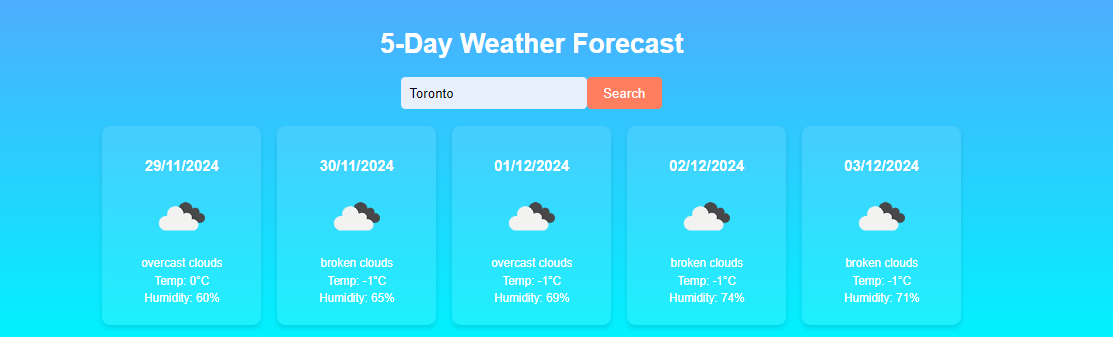 5-Day Weather Forecast
Toronto
Search
29/11/2024
overcast clouds
Temp: 0°C
Humidity: 60%
30/11/2024
broken clouds
Temp: -1°C
Humidity: 65%
01/12/2024
overcast clouds
Temp: -1°C
Humidity: 69%
02/12/2024
broken clouds
Temp: -1°C
Humidity: 74%
03/12/2024
broken clouds
Temp: -1°C
Humidity: 71%